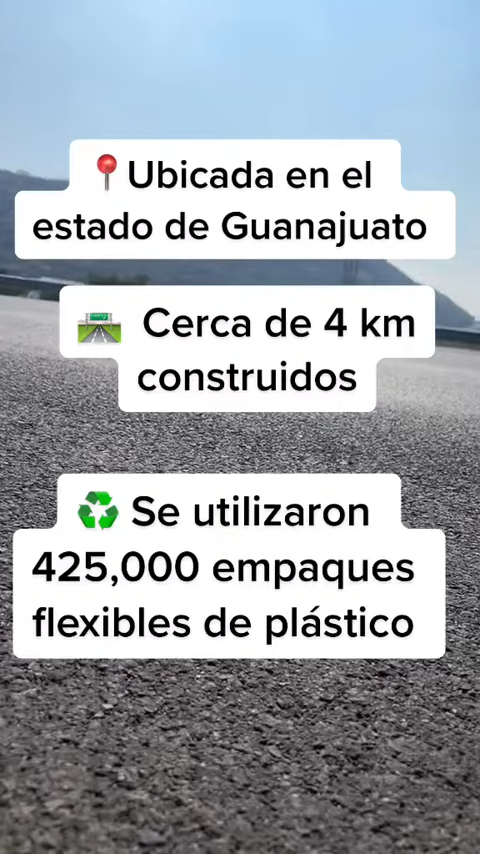 📍Ubicada en el
estado de Guanajuato
🛣️ Cerca de 4 km
construidos
♻️ Se utilizaron
425,000 empaques
flexibles de plástico